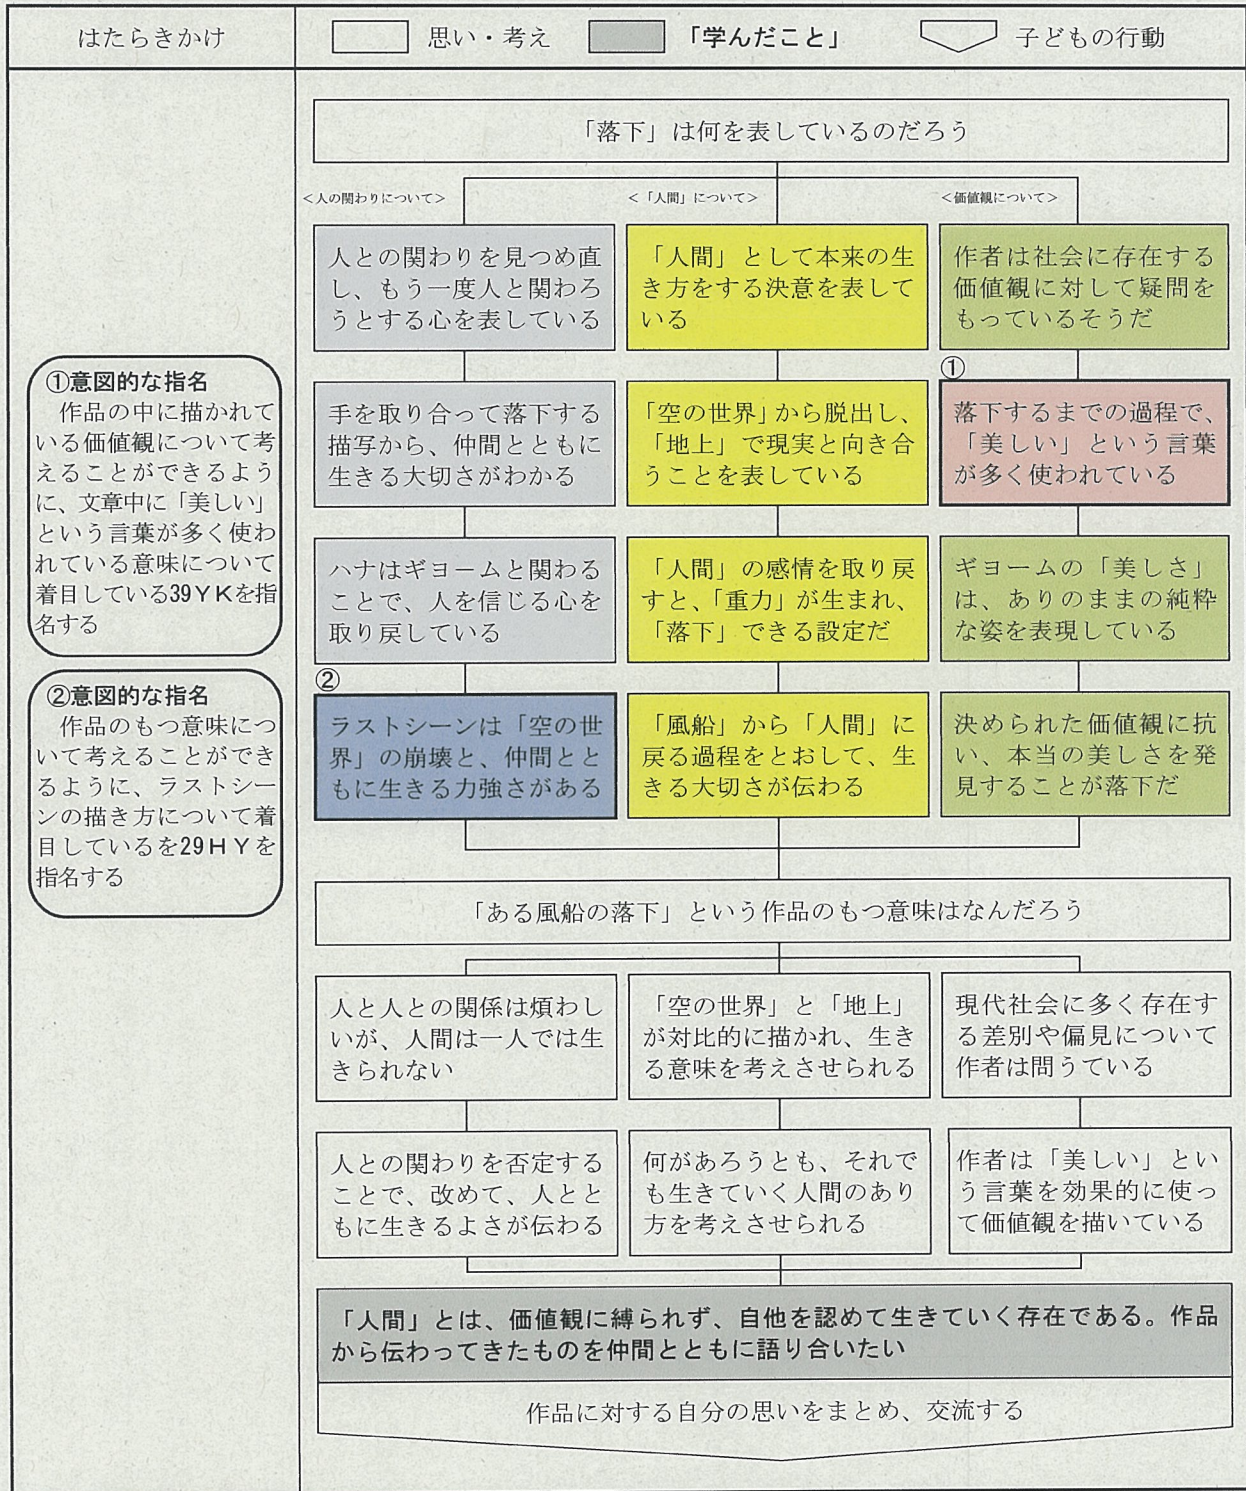 はたらきかけ
思い・考え
「学んだこと」
子どもの行動
「落下」は何を表しているのだろう
<人の関わりについて>
<「人間」について>
<価値観について>
人との関わりを見つめ直
し、もう一度人と関わろ
うとする心を表している
「人間」として本来の生
き方をする決意を表して
いる
作者は社会に存在する
価値観に対して疑問を
もっているそうだ
①意図的な指名
作品の中に描かれて
いる価値観について考
えることができるよう
に、文章中に「美しい」
という言葉が多く使わ
れている意味について
着目している39YKを指
名する
手を取り合って落下する
描写から、仲間とともに
生きる大切さがわかる
「空の世界」から脱出し、
「地上」で現実と向き合
うことを表している
①
落下するまでの過程で、
「美しい」という言葉
が多く使われている
ハナはギヨームと関わる
ことで、人を信じる心を
取り戻している
「人間」の感情を取り戻
すと、「重力」が生まれ、
「落下」できる設定だ
ギヨームの「美しさ」
は、ありのままの純粋
な姿を表現している
②意図的な指名
作品のもつ意味につ
いて考えることができ
るように、ラストシー
ンの描き方について着
目しているを29HYを
指名する
②
ラストシーンは「空の世
界」の崩壊と、仲間とと
もに生きる力強さがある
「風船」から「人間」に
戻る過程をとおして、生
きる大切さが伝わる
決められた価値観に抗
い、本当の美しさを発
見することが落下だ
「ある風船の落下」という作品のもつ意味はなんだろう
人と人との関係は煩わし
いが、人間は一人では生
きられない
「空の世界」と「地上」
が対比的に描かれ、生き
る意味を考えさせられる
現代社会に多く存在す
る差別や偏見について
作者は問うている
人との関わりを否定する
ことで、改めて、人とと
もに生きるよさが伝わる
何があろうとも、それで
も生きていく人間のあり
方を考えさせられる
作者は「美しい」とい
う言葉を効果的に使っ
て価値観を描いている
「人間」とは、価値観に縛られず、自他を認めて生きていく存在である。作品
から伝わってきたものを仲間とともに語り合いたい
作品に対する自分の思いをまとめ、交流する